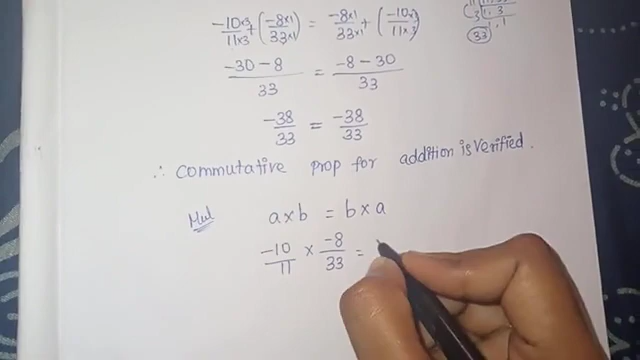 -10×3/11×3 + (-8×1/33×1) = -8×1/33×1 + (-10×3/11×3)
-30-8/33 = -8-30/33
-38/33 = -38/33
∴ Commutative Prop for addition is Verified.
Mul a×b = b×a
-10/11 × -8/33 =